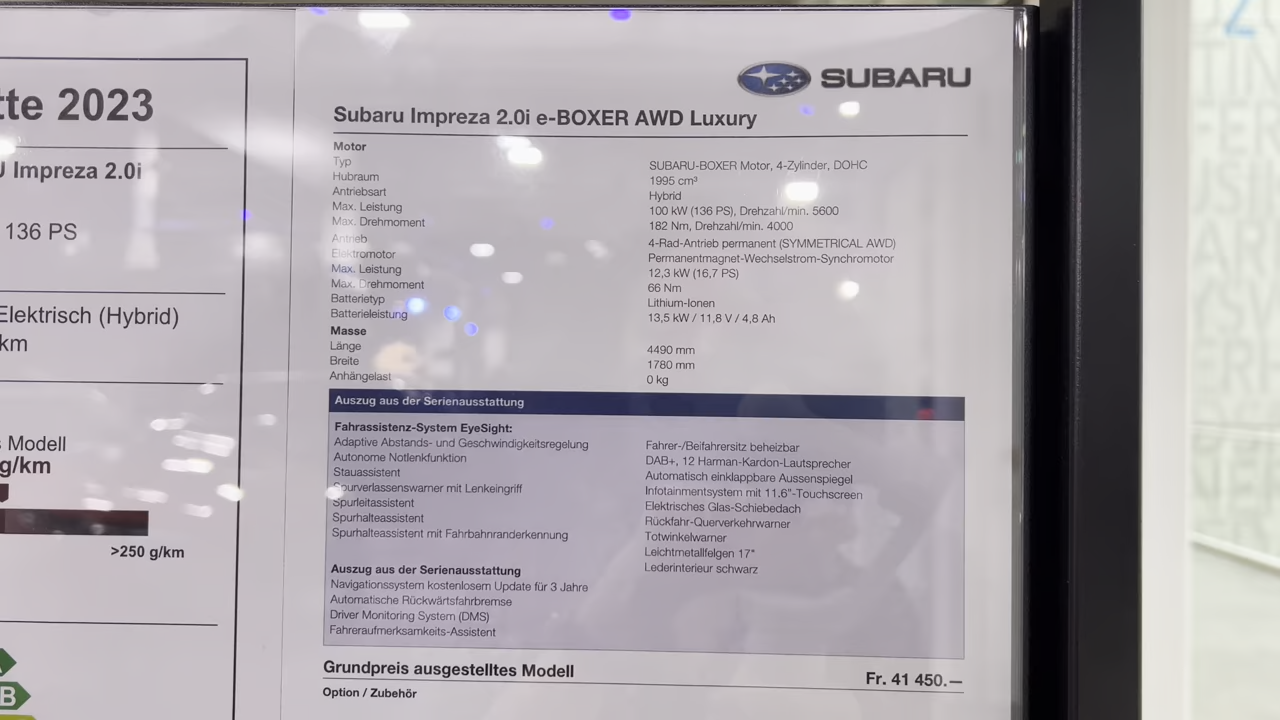 tte 2023
Impreza 2.0i
136 PS
Elektrisch (Hybrid)
km
Modell
g/km
>250 g/km
B
SUBARU
Subaru Impreza 2.0i e-BOXER AWD Luxury
Motor
Typ SUBARU-BOXER Motor, 4-Zylinder, DOHC
Hubraum 1995 cm³
Antriebsart Hybrid
Max. Leistung 100 kW (136 PS), Drehzahl/min. 5600
Max. Drehmoment 182 Nm, Drehzahl/min. 4000
Antrieb 4-Rad-Antrieb permanent (SYMMETRICAL AWD)
Elektromotor Permanentmagnet-Wechselstrom-Synchromotor
Max. Leistung 12,3 kW (16,7 PS)
Max. Drehmoment 66 Nm
Batterietyp Lithium-Ionen
Batterieleistung 13,5 kW / 11,8 V / 4,8 Ah
Masse
Länge 4490 mm
Breite 1780 mm
Anhängelast 0 kg
Auszug aus der Serienausstattung
Fahrassistenz-System EyeSight:
Adaptive Abstands- und Geschwindigkeitsregelung
Autonome Notlenkfunktion
Stauassistent
Spurverlassenswarner mit Lenkeingriff
Spurleitassistent
Spurhalteassistent
Spurhalteassistent mit Fahrbahnranderkennung
Auszug aus der Serienausstattung
Navigationssystem kostenlosem Update für 3 Jahre
Automatische Rückwärtsfahrbremse
Driver Monitoring System (DMS)
Fahreraufmerksamkeits-Assistent
Fahrer-/Beifahrersitz beheizbar
DAB+, 12 Harman-Kardon-Lautsprecher
Automatisch einklappbare Aussenspiegel
Infotainmentsystem mit 11.6"-Touchscreen
Elektrisches Glas-Schiebedach
Rückfahr-Querverkehrwarner
Totwinkelwarner
Leichtmetallfelgen 17"
Lederinterieur schwarz
Grundpreis ausgestelltes Modell Fr. 41 450.—
Option / Zubehör